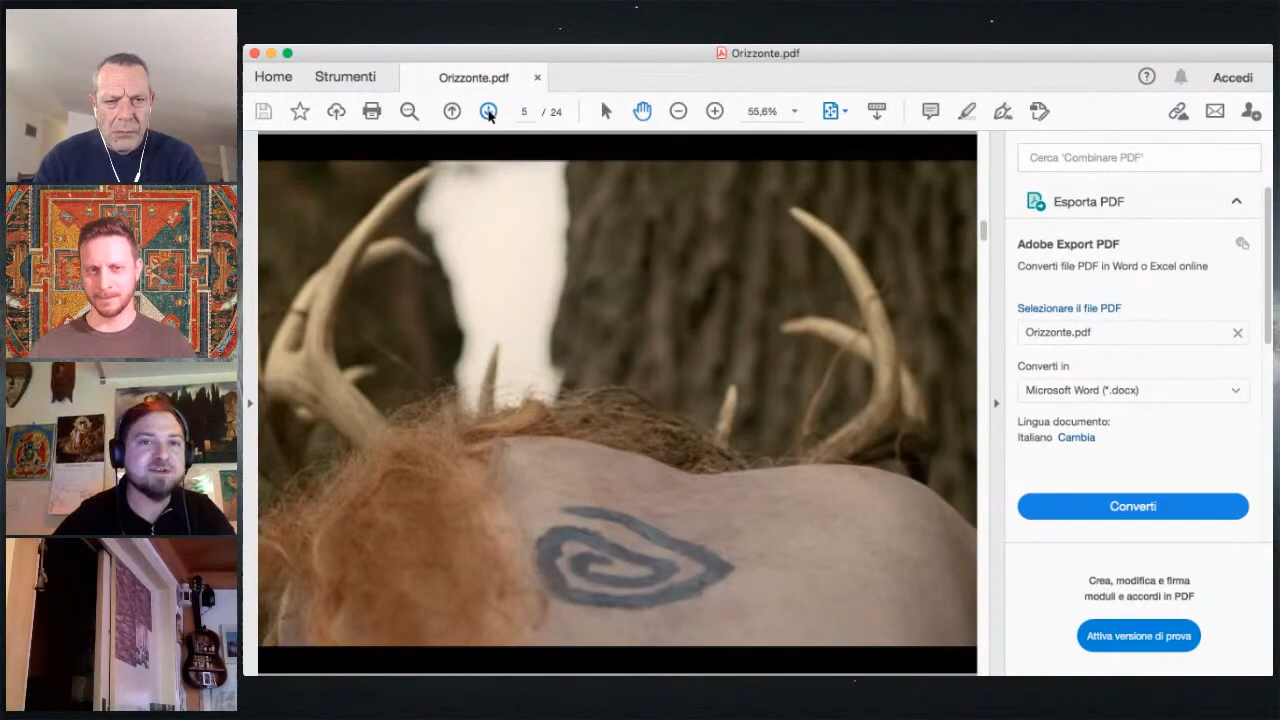 Orizzonte.pdf
Home Strumenti Orizzonte.pdf × Accedi
5 / 24 55,6%
Cerca 'Combinare PDF'
Esporta PDF
Adobe Export PDF
Converti file PDF in Word o Excel online
Selezionare il file PDF
Orizzonte.pdf
Converti in
Microsoft Word (*.docx)
Lingua documento:
Italiano Cambia
Converti
Crea, modifica e firma
moduli e accordi in PDF
Attiva versione di prova